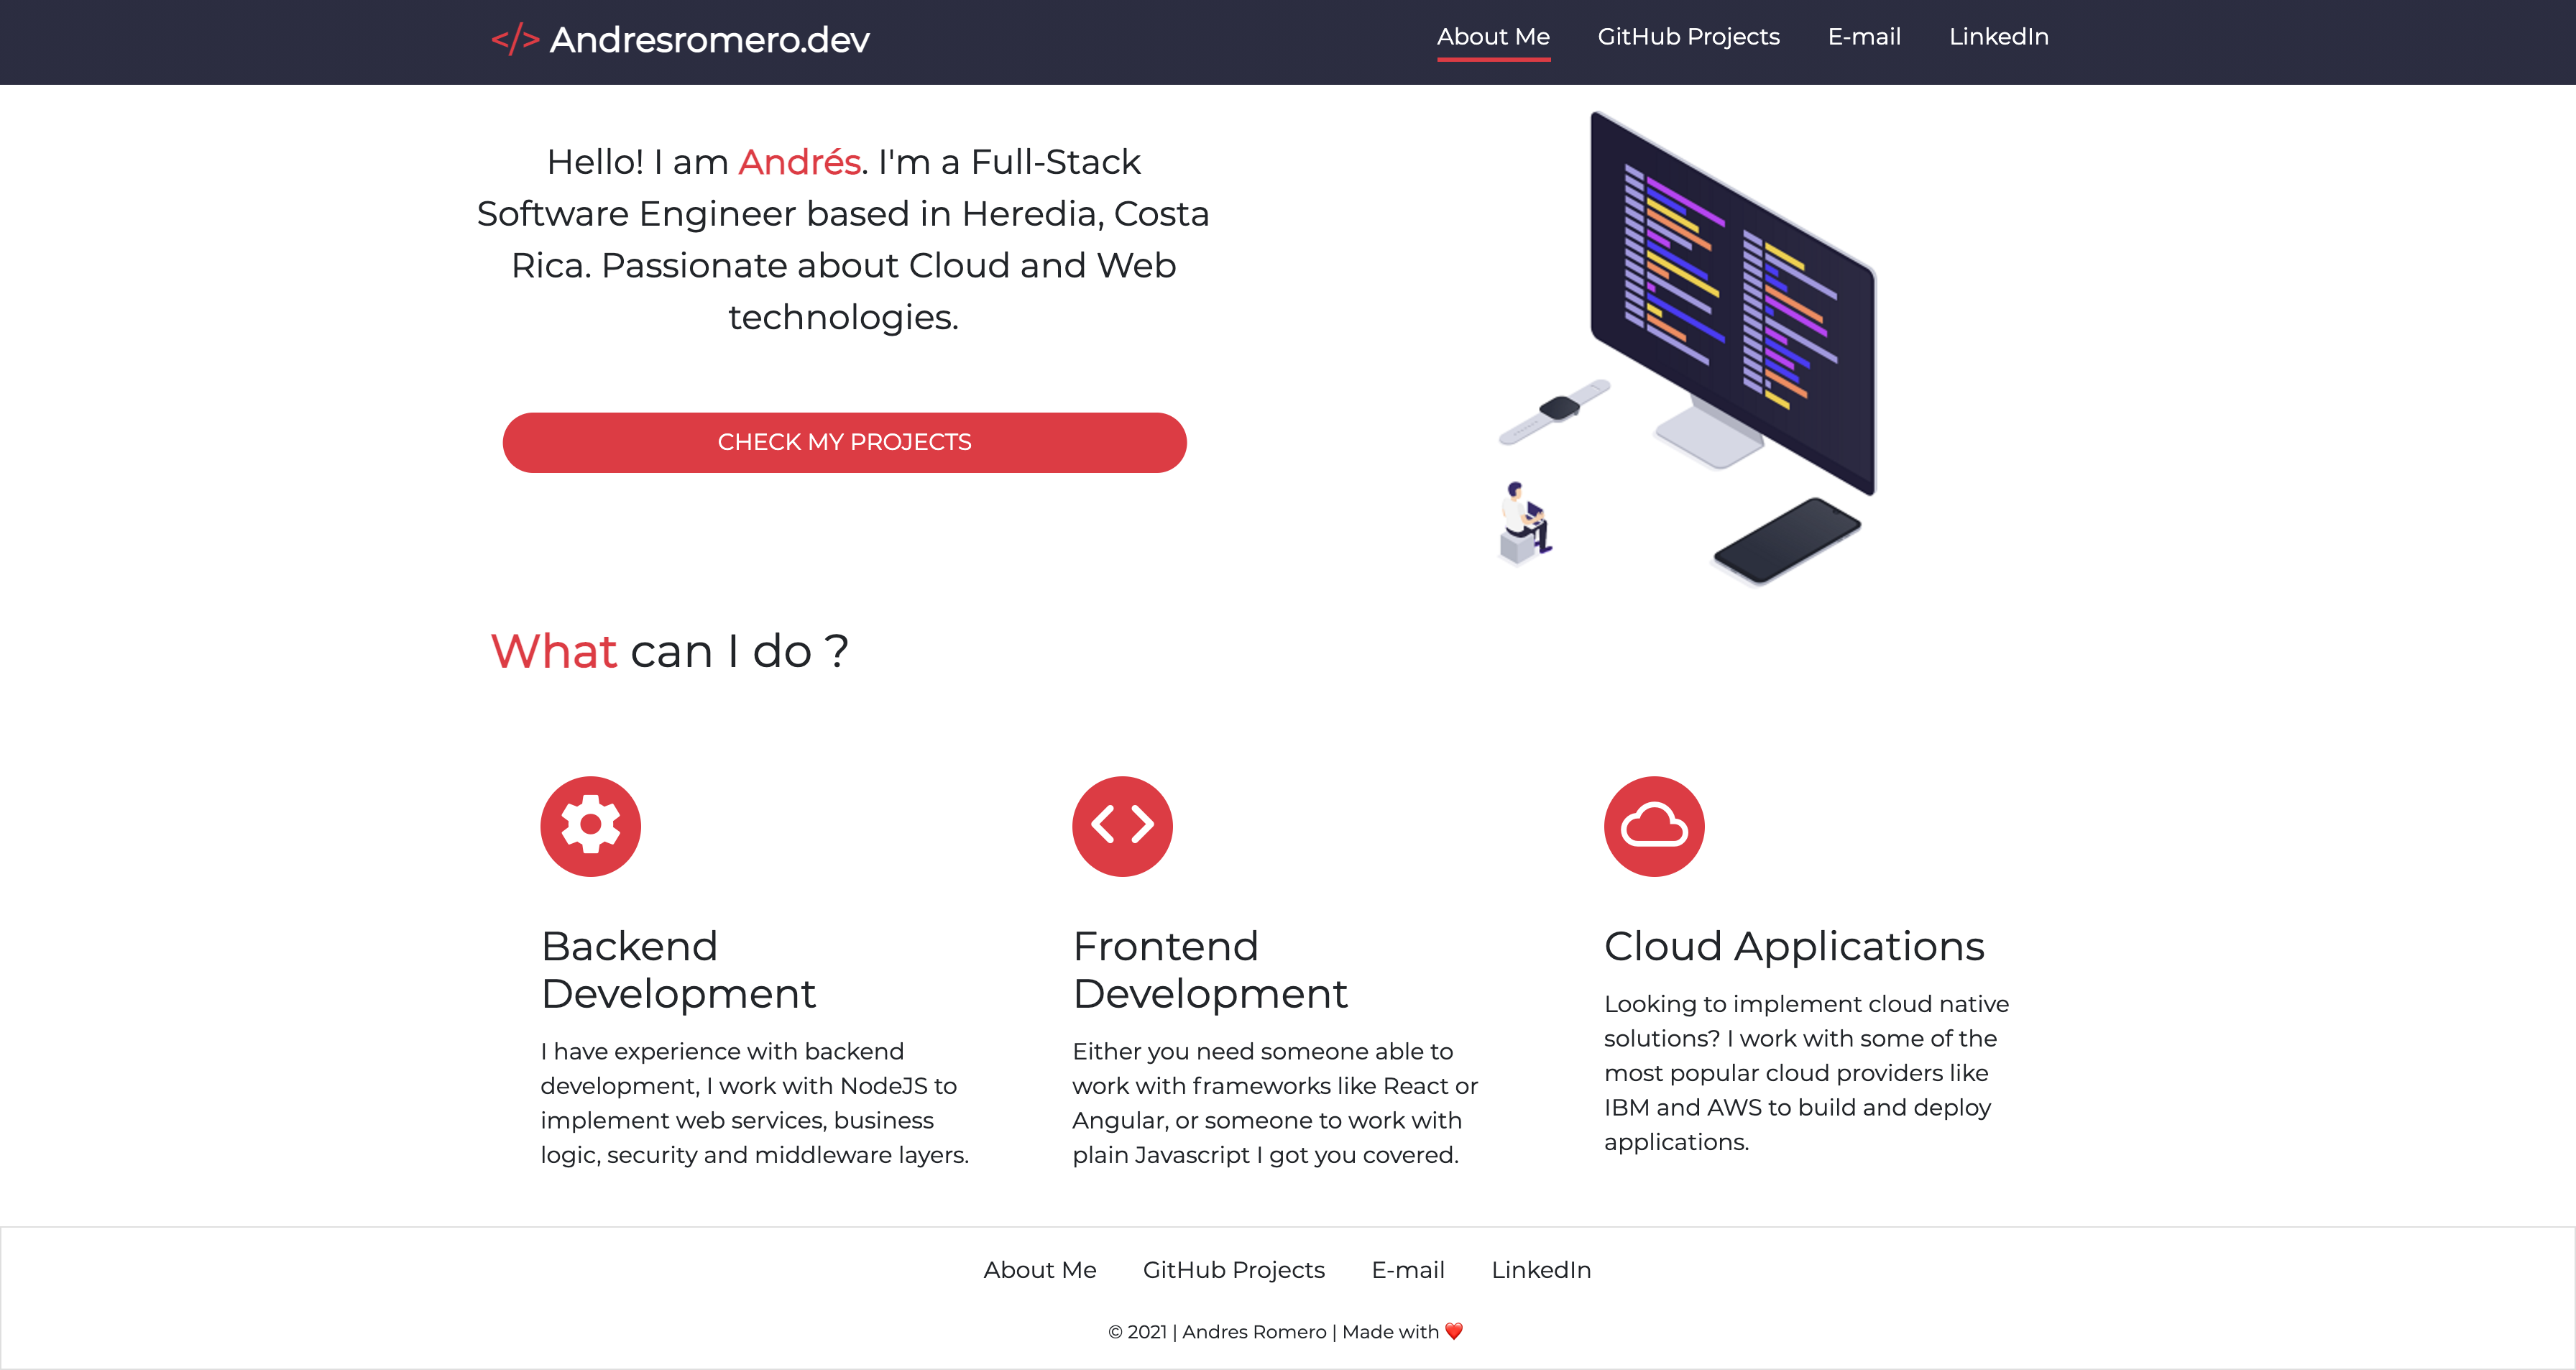 </> Andresromero.dev
About Me GitHub Projects E-mail LinkedIn
Hello! I am Andrés. I'm a Full-Stack
Software Engineer based in Heredia, Costa
Rica. Passionate about Cloud and Web
technologies.
CHECK MY PROJECTS
What can I do ?
Backend
Development
I have experience with backend
development, I work with NodeJS to
implement web services, business
logic, security and middleware layers.
Frontend
Development
Either you need someone able to
work with frameworks like React or
Angular, or someone to work with
plain Javascript I got you covered.
Cloud Applications
Looking to implement cloud native
solutions? I work with some of the
most popular cloud providers like
IBM and AWS to build and deploy
applications.
About Me GitHub Projects E-mail LinkedIn
© 2021 | Andres Romero | Made with ❤️